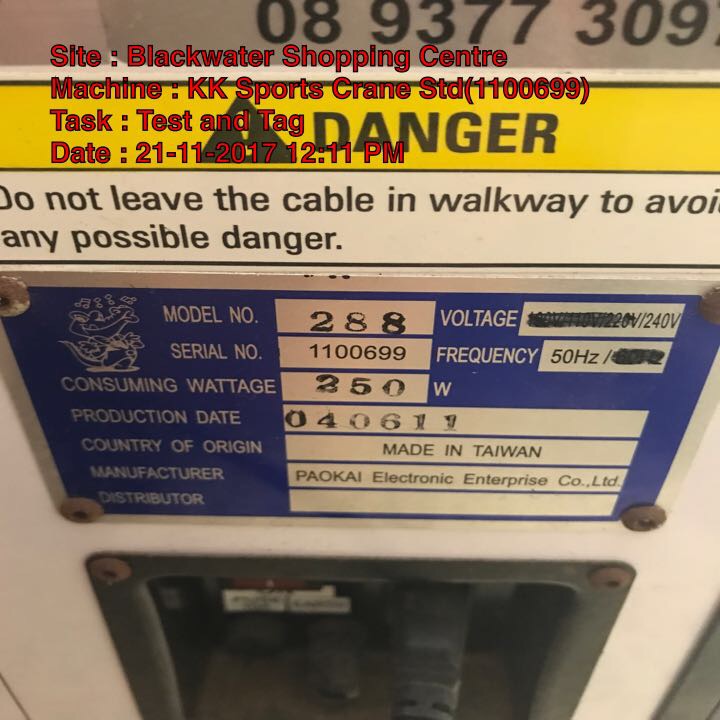 08 9377 309
Site : Blackwater Shopping Centre
Machine : KK Sports Crane Std(1100699)
Task : Test and Tag
Date : 21-11-2017 12:11 PM
DANGER
Do not leave the cable in walkway to avoi
any possible danger.
MODEL NO. 288 VOLTAGE /240V
SERIAL NO. 1100699 FREQUENCY 50Hz /
CONSUMING WATTAGE 250 W
PRODUCTION DATE 040611
COUNTRY OF ORIGIN MADE IN TAIWAN
MANUFACTURER PAOKAI Electronic Enterprise Co.,Ltd.
DISTRIBUTOR